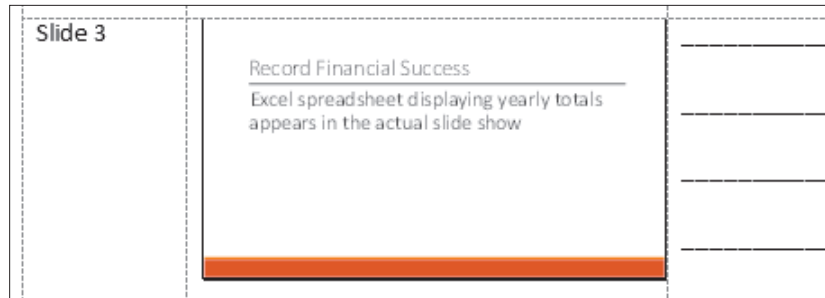 Slide 3
Record Financial Success
Excel spreadsheet displaying yearly totals
appears in the actual slide show